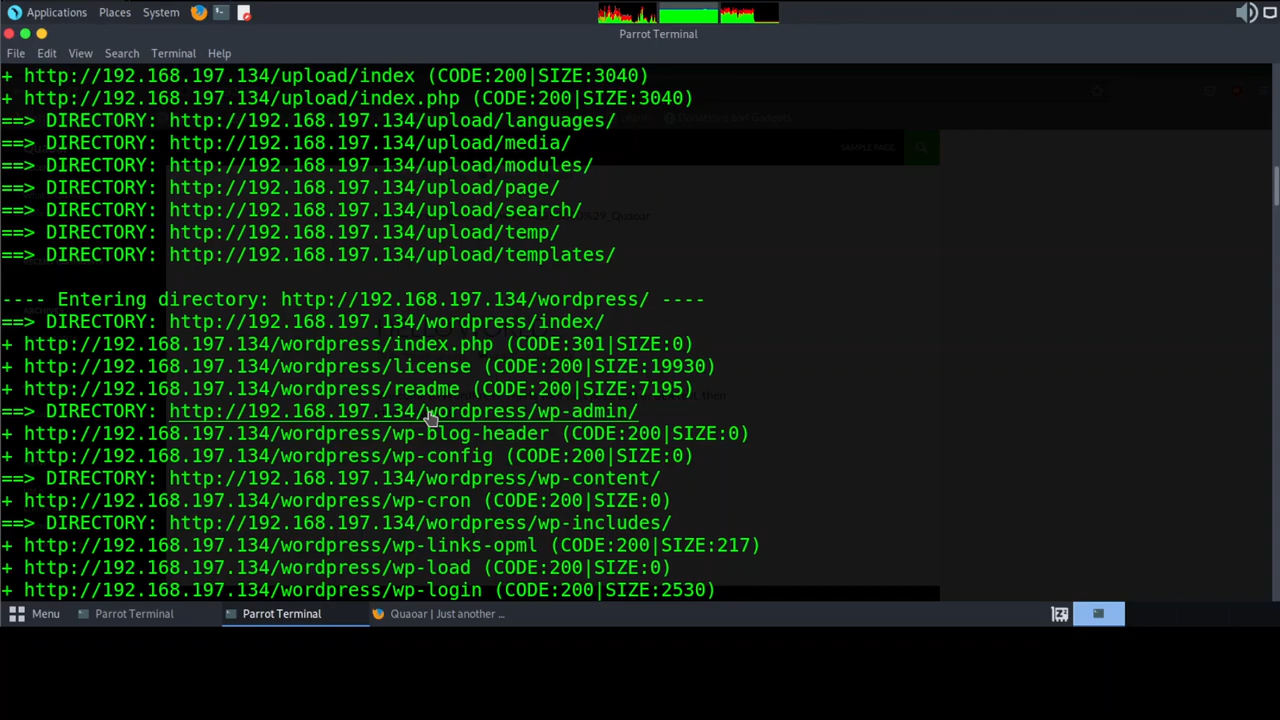 Applications Places System
Parrot Terminal
File Edit View Search Terminal Help
+ http://192.168.197.134/upload/index (CODE:200|SIZE:3040)
+ http://192.168.197.134/upload/index.php (CODE:200|SIZE:3040)
==> DIRECTORY: http://192.168.197.134/upload/languages/
==> DIRECTORY: http://192.168.197.134/upload/media/
==> DIRECTORY: http://192.168.197.134/upload/modules/
==> DIRECTORY: http://192.168.197.134/upload/page/
==> DIRECTORY: http://192.168.197.134/upload/search/
==> DIRECTORY: http://192.168.197.134/upload/temp/
==> DIRECTORY: http://192.168.197.134/upload/templates/
SAMPLE PAGE
---- Entering directory: http://192.168.197.134/wordpress/ ----
==> DIRECTORY: http://192.168.197.134/wordpress/index/
+ http://192.168.197.134/wordpress/index.php (CODE:301|SIZE:0)
+ http://192.168.197.134/wordpress/license (CODE:200|SIZE:19930)
+ http://192.168.197.134/wordpress/readme (CODE:200|SIZE:7195)
==> DIRECTORY: http://192.168.197.134/wordpress/wp-admin/
+ http://192.168.197.134/wordpress/wp-blog-header (CODE:200|SIZE:0)
+ http://192.168.197.134/wordpress/wp-config (CODE:200|SIZE:0)
==> DIRECTORY: http://192.168.197.134/wordpress/wp-content/
+ http://192.168.197.134/wordpress/wp-cron (CODE:200|SIZE:0)
==> DIRECTORY: http://192.168.197.134/wordpress/wp-includes/
+ http://192.168.197.134/wordpress/wp-links-opml (CODE:200|SIZE:217)
+ http://192.168.197.134/wordpress/wp-load (CODE:200|SIZE:0)
+ http://192.168.197.134/wordpress/wp-login (CODE:200|SIZE:2530)
Menu Parrot Terminal Parrot Terminal Quaoar | Just another ...